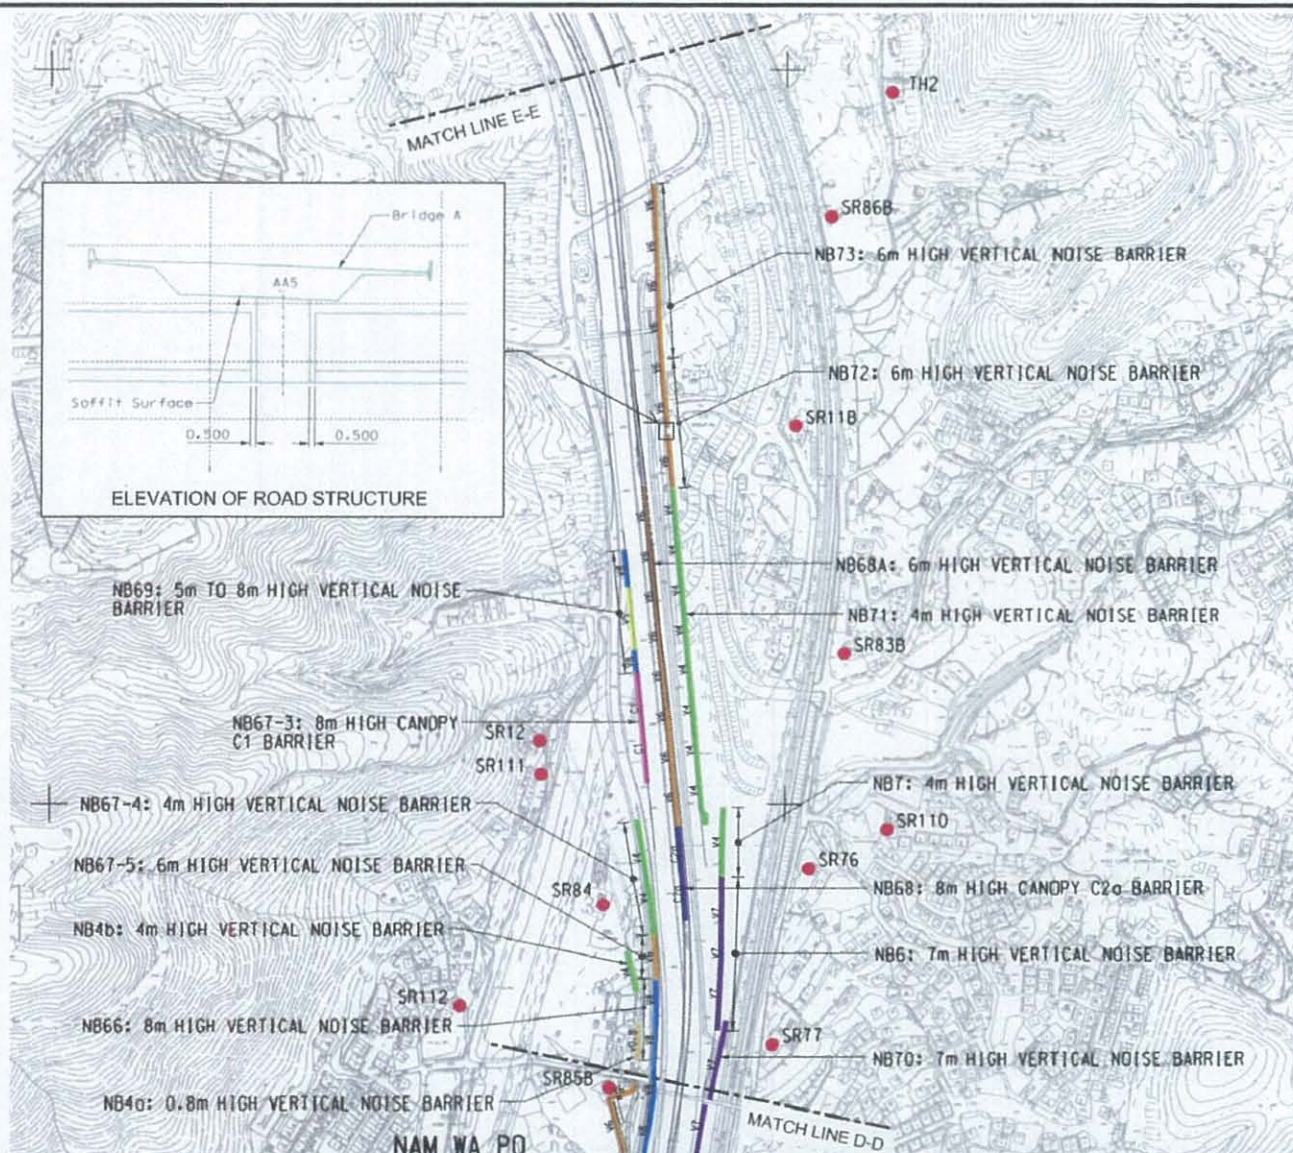 MATCH LINE E-E
TH2
SR86B
Bridge A
AA5
Soffit Surface
0.500
0.500
ELEVATION OF ROAD STRUCTURE
NB73: 6m HIGH VERTICAL NOISE BARRIER
NB72: 6m HIGH VERTICAL NOISE BARRIER
SR11B
NB68A: 6m HIGH VERTICAL NOISE BARRIER
NB69: 5m TO 8m HIGH VERTICAL NOISE
BARRIER
NB71: 4m HIGH VERTICAL NOISE BARRIER
SR83B
NB67-3: 8m HIGH CANOPY
C1 BARRIER
SR12
SR111
NB7: 4m HIGH VERTICAL NOISE BARRIER
NB67-4: 4m HIGH VERTICAL NOISE BARRIER
SR110
NB67-5: 6m HIGH VERTICAL NOISE BARRIER
SR76
SR84
NB68: 8m HIGH CANOPY C2a BARRIER
NB4b: 4m HIGH VERTICAL NOISE BARRIER
NB6: 7m HIGH VERTICAL NOISE BARRIER
SR112
NB66: 8m HIGH VERTICAL NOISE BARRIER
SR77
NB70: 7m HIGH VERTICAL NOISE BARRIER
SR85B
NB4a: 0.8m HIGH VERTICAL NOISE BARRIER
MATCH LINE D-D
NAM WA PO